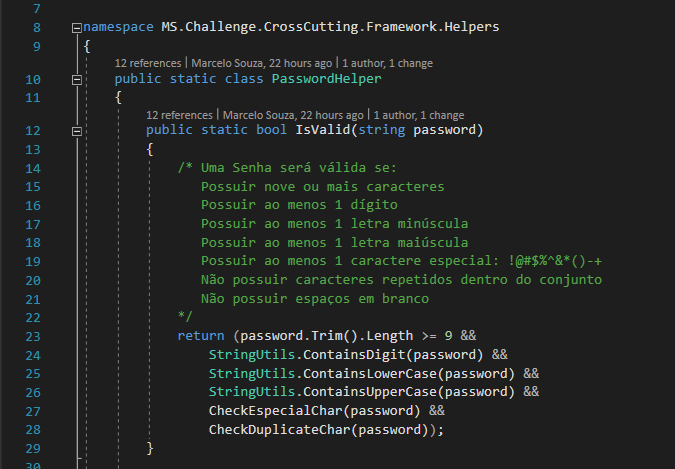 7
8 namespace MS.Challenge.CrossCutting.Framework.Helpers
9 {
12 references | Marcelo Souza, 22 hours ago | 1 author, 1 change
10 public static class PasswordHelper
11 {
12 references | Marcelo Souza, 22 hours ago | 1 author, 1 change
12 public static bool IsValid(string password)
13 {
14 /* Uma Senha será válida se:
15 Possuir nove ou mais caracteres
16 Possuir ao menos 1 dígito
17 Possuir ao menos 1 letra minúscula
18 Possuir ao menos 1 letra maiúscula
19 Possuir ao menos 1 caractere especial: !@#$%^&*()-+
20 Não possuir caracteres repetidos dentro do conjunto
21 Não possuir espaços em branco
22 */
23 return (password.Trim().Length >= 9 &&
24 StringUtils.ContainsDigit(password) &&
25 StringUtils.ContainsLowerCase(password) &&
26 StringUtils.ContainsUpperCase(password) &&
27 CheckEspecialChar(password) &&
28 CheckDuplicateChar(password));
29 }
30